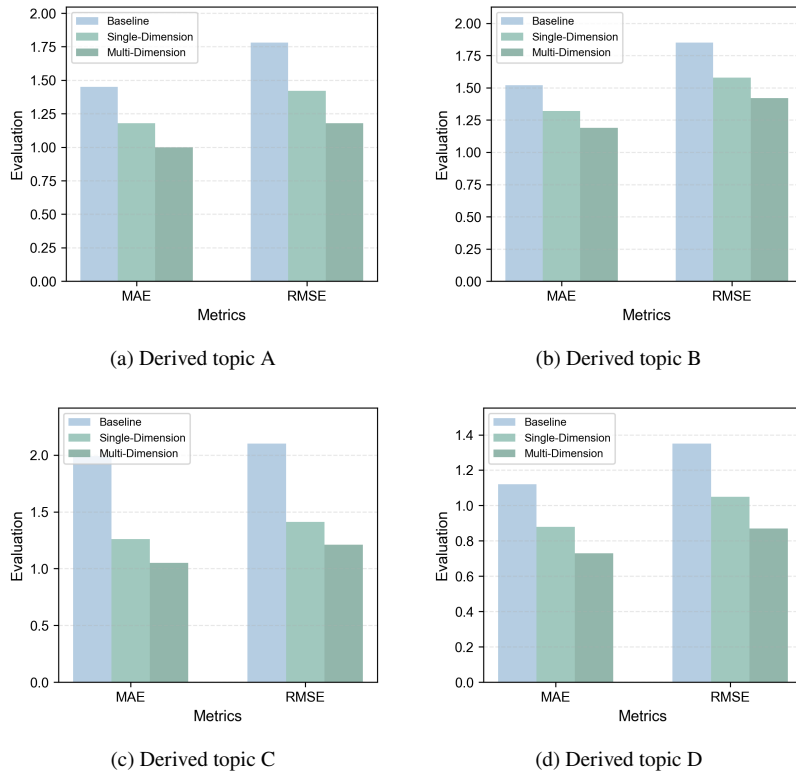 2.00
1.75
1.50
1.25
1.00
0.75
0.50
0.25
0.00
Evaluation
Baseline
Single-Dimension
Multi-Dimension
MAE
RMSE
Metrics
(a) Derived topic A
2.00
1.75
1.50
1.25
1.00
0.75
0.50
0.25
0.00
Evaluation
Baseline
Single-Dimension
Multi-Dimension
MAE
RMSE
Metrics
(b) Derived topic B
2.0
1.5
1.0
0.5
0.0
Evaluation
Baseline
Single-Dimension
Multi-Dimension
MAE
RMSE
Metrics
(c) Derived topic C
1.4
1.2
1.0
0.8
0.6
0.4
0.2
0.0
Evaluation
Baseline
Single-Dimension
Multi-Dimension
MAE
RMSE
Metrics
(d) Derived topic D